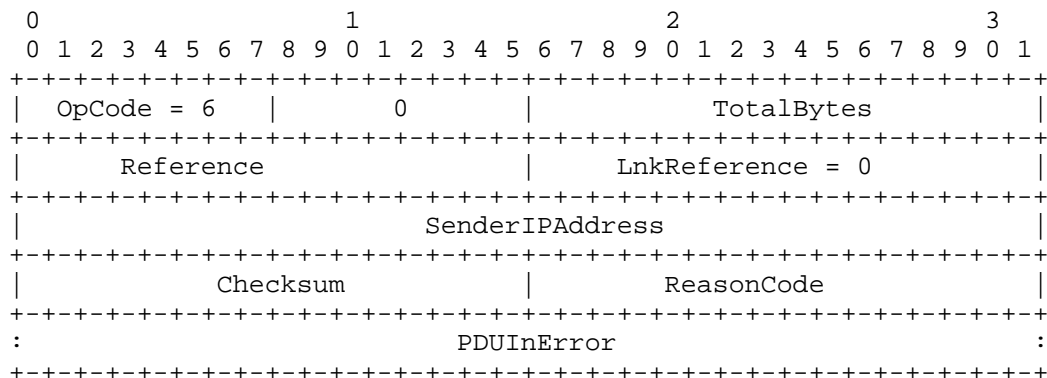 0                   1                   2                   3
 0 1 2 3 4 5 6 7 8 9 0 1 2 3 4 5 6 7 8 9 0 1 2 3 4 5 6 7 8 9 0 1
+-+-+-+-+-+-+-+-+-+-+-+-+-+-+-+-+-+-+-+-+-+-+-+-+-+-+-+-+-+-+-+-+
|  OpCode = 6   |       0       |           TotalBytes          |
+-+-+-+-+-+-+-+-+-+-+-+-+-+-+-+-+-+-+-+-+-+-+-+-+-+-+-+-+-+-+-+-+
|      Reference                |     LnkReference = 0          |
+-+-+-+-+-+-+-+-+-+-+-+-+-+-+-+-+-+-+-+-+-+-+-+-+-+-+-+-+-+-+-+-+
|                         SenderIPAddress                       |
+-+-+-+-+-+-+-+-+-+-+-+-+-+-+-+-+-+-+-+-+-+-+-+-+-+-+-+-+-+-+-+-+
|            Checksum           |        ReasonCode             |
+-+-+-+-+-+-+-+-+-+-+-+-+-+-+-+-+-+-+-+-+-+-+-+-+-+-+-+-+-+-+-+-+
:                           PDUInError                          :
+-+-+-+-+-+-+-+-+-+-+-+-+-+-+-+-+-+-+-+-+-+-+-+-+-+-+-+-+-+-+-+-+